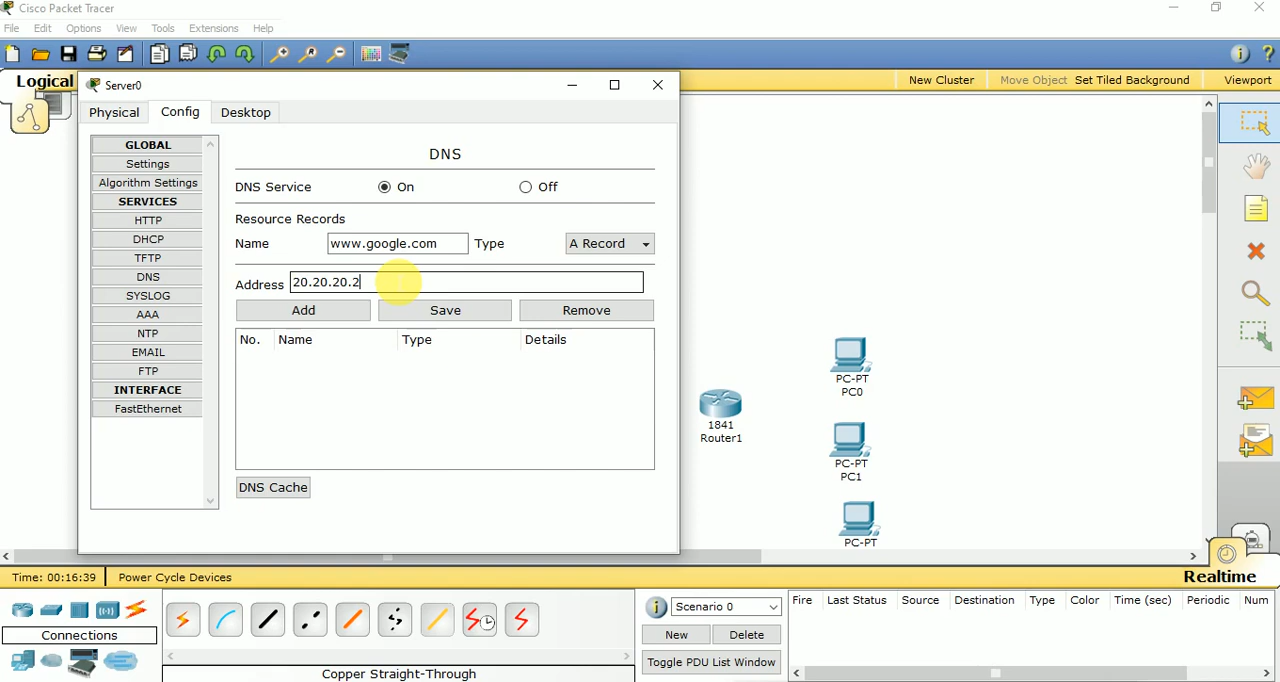 Cisco Packet Tracer
File Edit Options View Tools Extensions Help
Logical
New Cluster Move Object Set Tiled Background Viewport
Server0
Physical Config Desktop
GLOBAL
Settings
Algorithm Settings
SERVICES
HTTP
DHCP
TFTP
DNS
SYSLOG
AAA
NTP
EMAIL
FTP
INTERFACE
FastEthernet
DNS
DNS Service On Off
Resource Records
Name www.google.com Type A Record
Address 20.20.20.2
Add Save Remove
No. Name Type Details
DNS Cache
1841
Router1
PC-PT
PC0
PC-PT
PC1
PC-PT
Time: 00:16:39 Power Cycle Devices
Realtime
Connections
Copper Straight-Through
Scenario 0
New Delete
Toggle PDU List Window
Fire Last Status Source Destination Type Color Time (sec) Periodic Num